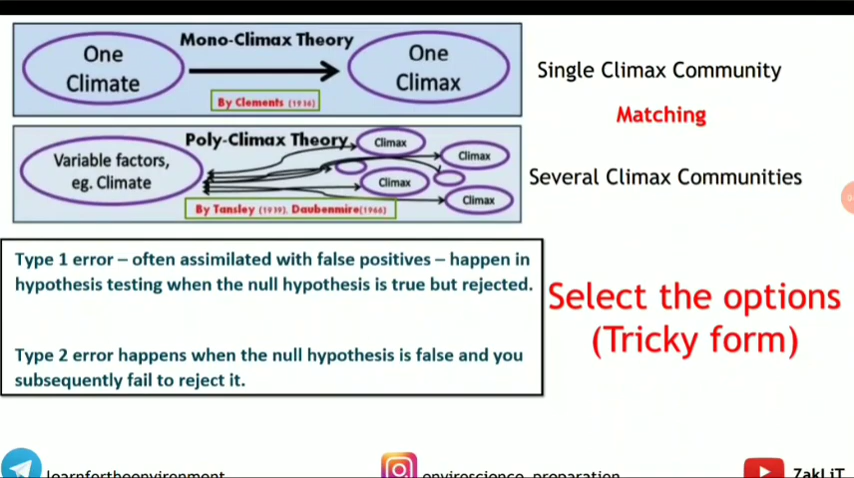 One
Climate
Mono-Climax Theory
By Clements (1936)
One
Climax
Single Climax Community
Matching
Poly-Climax Theory
Variable factors,
eg. Climate
Climax
Climax
Climax
Climax
By Tansley (1939), Daubenmire(1966)
Several Climax Communities
Type 1 error – often assimilated with false positives – happen in
hypothesis testing when the null hypothesis is true but rejected.
Type 2 error happens when the null hypothesis is false and you
subsequently fail to reject it.
Select the options
(Tricky form)
learnfortheenvironment
enviroscience_preparation
ZakLiT